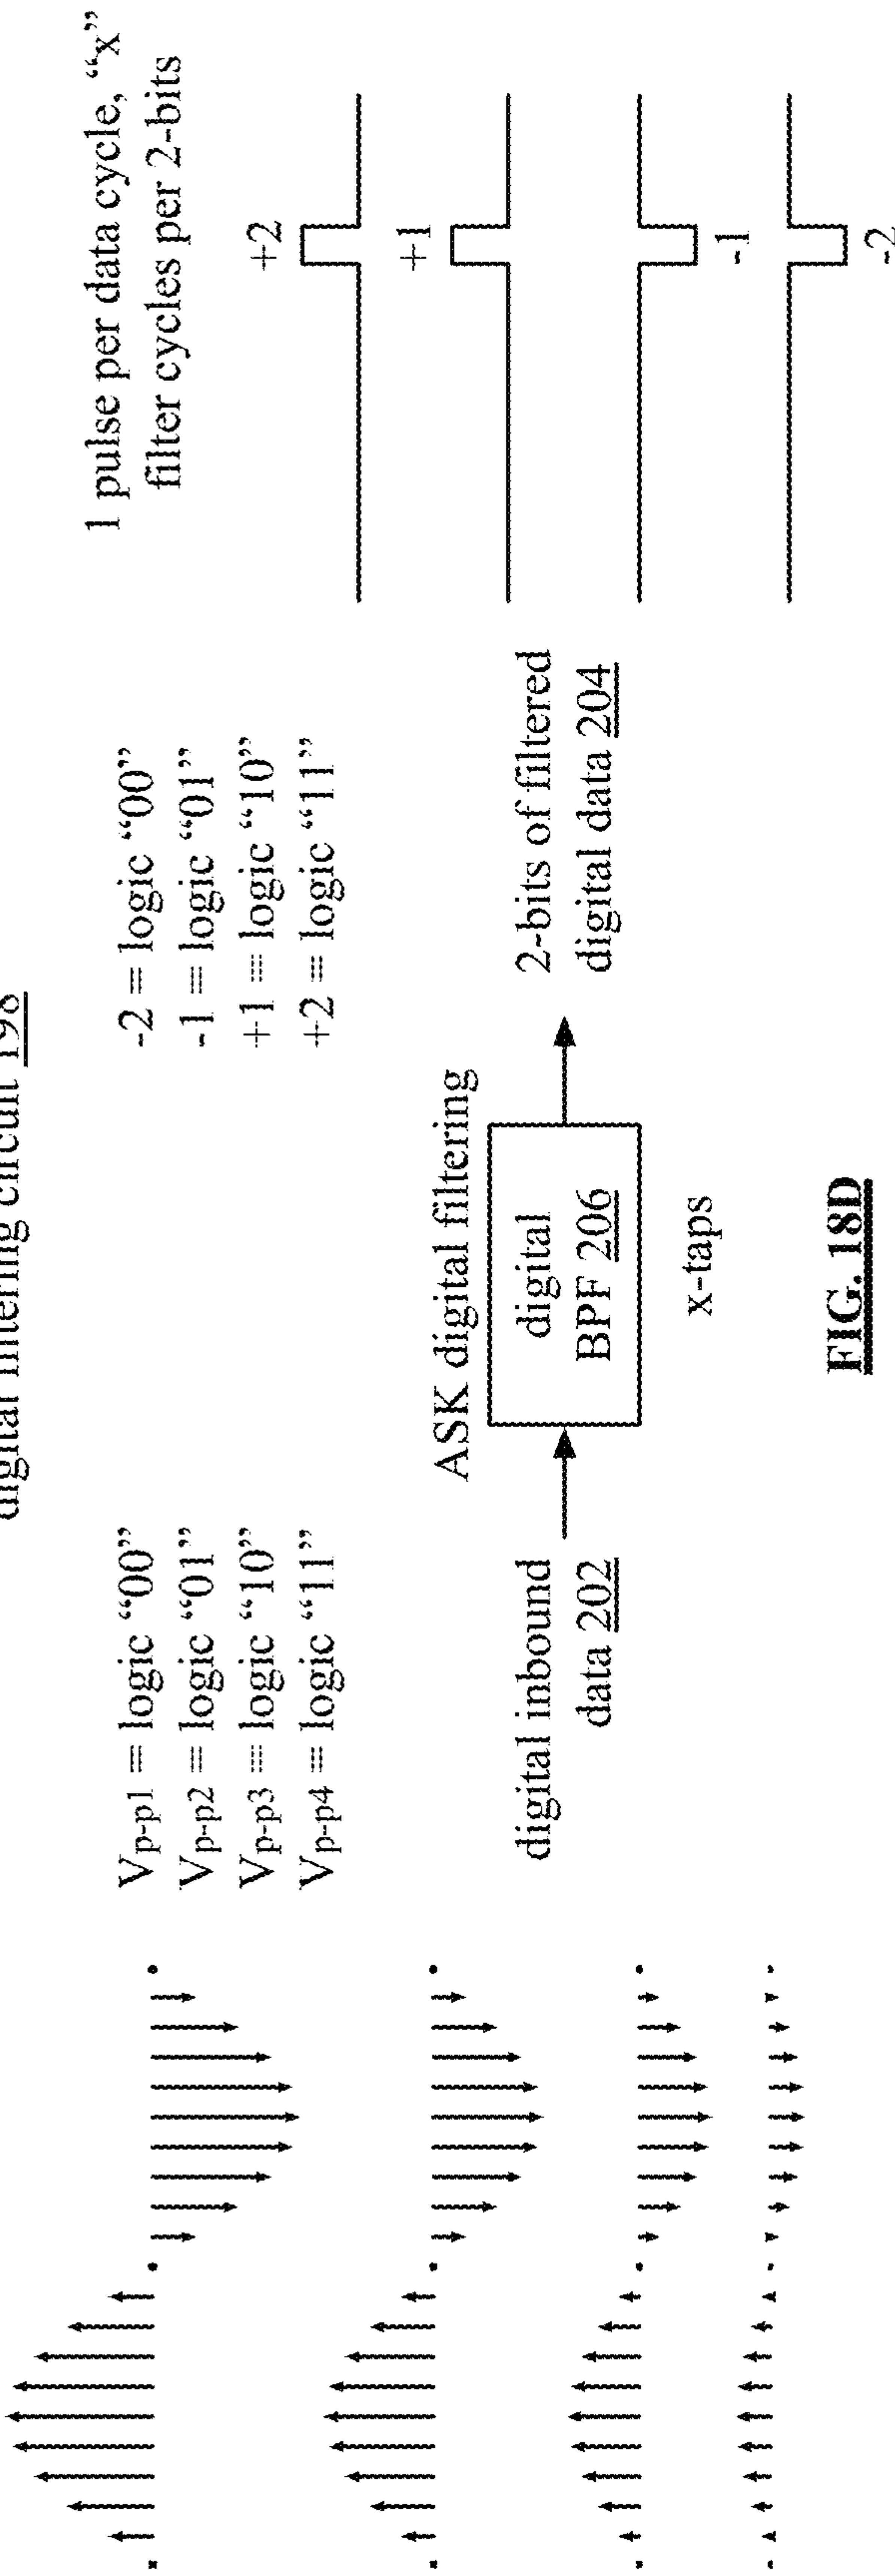 digital filtering circuit 198
V p-p1 = logic “00”
V p-p2 = logic “01”
V p-p3 = logic “10”
V p-p4 = logic “11”
-2 = logic “00”
-1 = logic “01”
+1 = logic “10”
+2 = logic “11”
1 pulse per data cycle, “x”
filter cycles per 2-bits
+2
+1
-1
-2
ASK digital filtering
digital inbound
data 202
digital
BPF 206
2-bits of filtered
digital data 204
x-taps
FIG. 18D